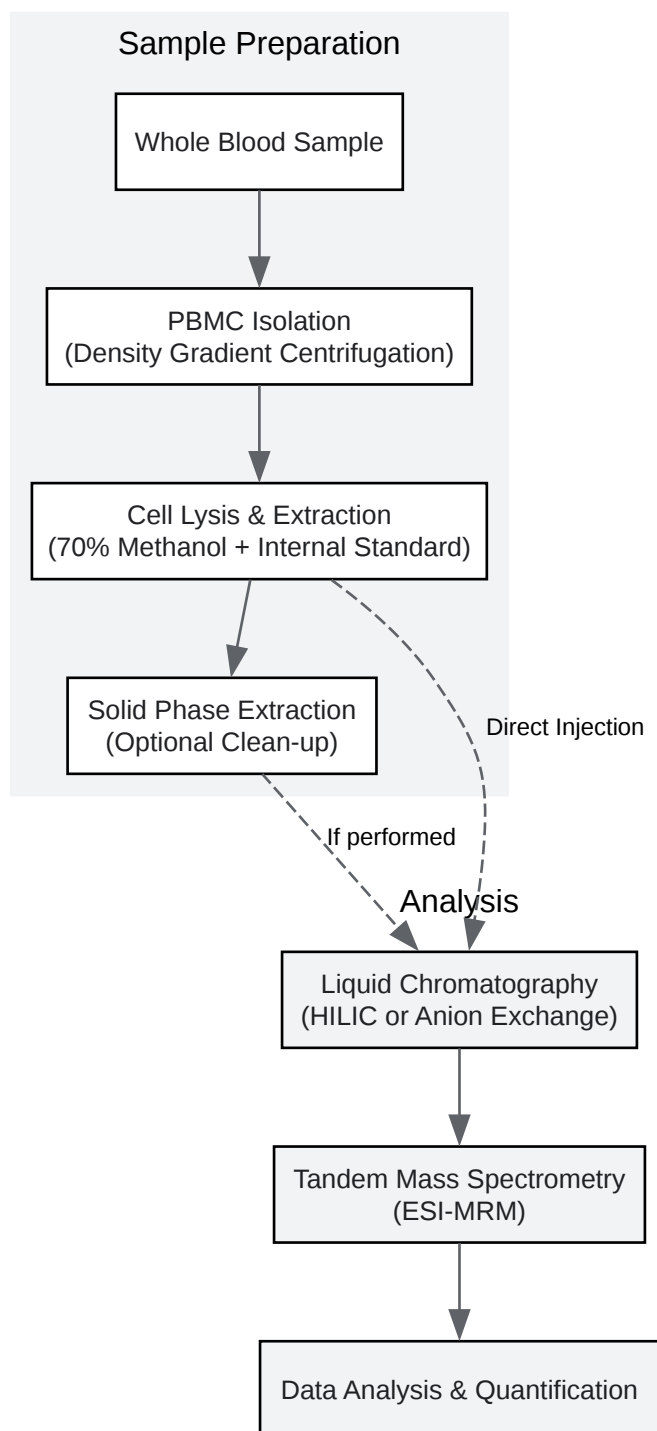 Sample Preparation
Whole Blood Sample
PBMC Isolation
(Density Gradient Centrifugation)
Cell Lysis & Extraction
(70% Methanol + Internal Standard)
Solid Phase Extraction
(Optional Clean-up)
Direct Injection
If performed
Analysis
Liquid Chromatography
(HILIC or Anion Exchange)
Tandem Mass Spectrometry
(ESI-MRM)
Data Analysis & Quantification